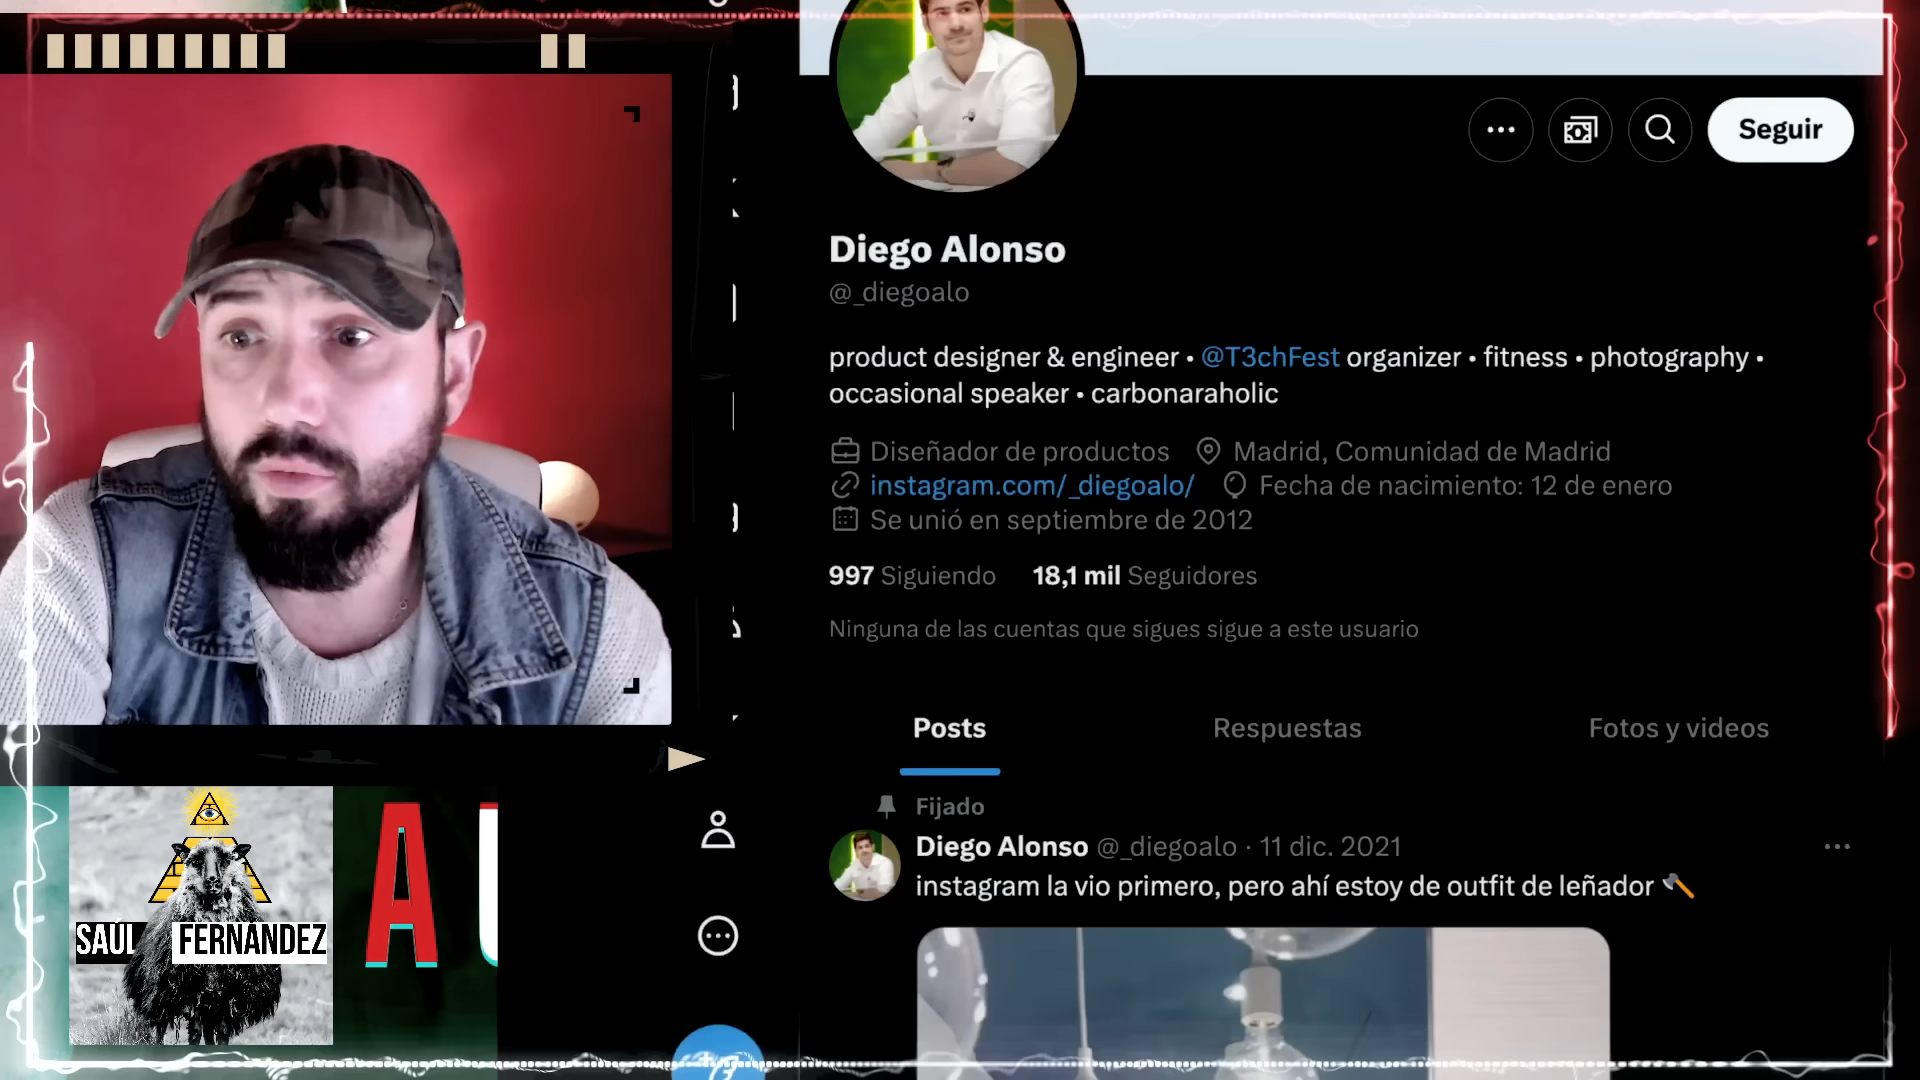 Seguir
Diego Alonso
@_diegoalo
product designer & engineer • @T3chFest organizer • fitness • photography •
occasional speaker • carbonaraholic
Diseñador de productos Madrid, Comunidad de Madrid
instagram.com/_diegoalo/ Fecha de nacimiento: 12 de enero
Se unió en septiembre de 2012
997 Siguiendo 18,1 mil Seguidores
Ninguna de las cuentas que sigues sigue a este usuario
Posts Respuestas Fotos y videos
Fijado
Diego Alonso @_diegoalo · 11 dic. 2021
instagram la vio primero, pero ahí estoy de outfit de leñador
SAÚL FERNÁNDEZ
A